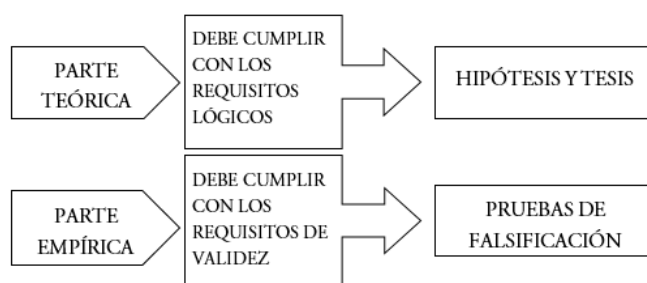 PARTE
TEÓRICA
DEBE CUMPLIR
CON LOS
REQUISITOS
LÓGICOS
HIPÓTESIS Y TESIS
PARTE
EMPÍRICA
DEBE CUMPLIR
CON LOS
REQUISITOS DE
VALIDEZ
PRUEBAS DE
FALSIFICACIÓN